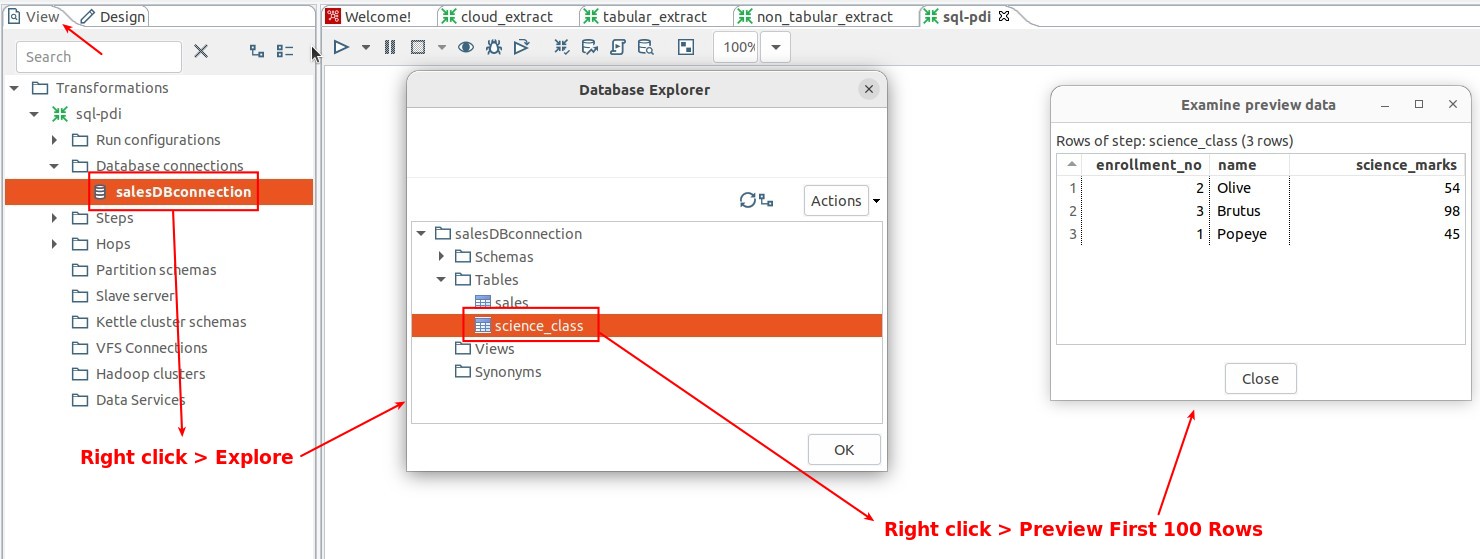 View
Design
Search
Transformations
sql-pdi
Run configurations
Database connections
salesDBconnection
Steps
Hops
Partition schemas
Slave server
Kettle cluster schemas
VFS Connections
Hadoop clusters
Data Services
Right click > Explore
Welcome!
cloud_extract
tabular_extract
non_tabular_extract
sql-pdi
100%
Database Explorer
Actions
salesDBconnection
Schemas
Tables
sales
science_class
Views
Synonyms
OK
Right click > Preview First 100 Rows
Examine preview data
Rows of step: science_class (3 rows)
enrollment_no name science_marks
1 2 Olive 54
2 3 Brutus 98
3 1 Popeye 45
Close